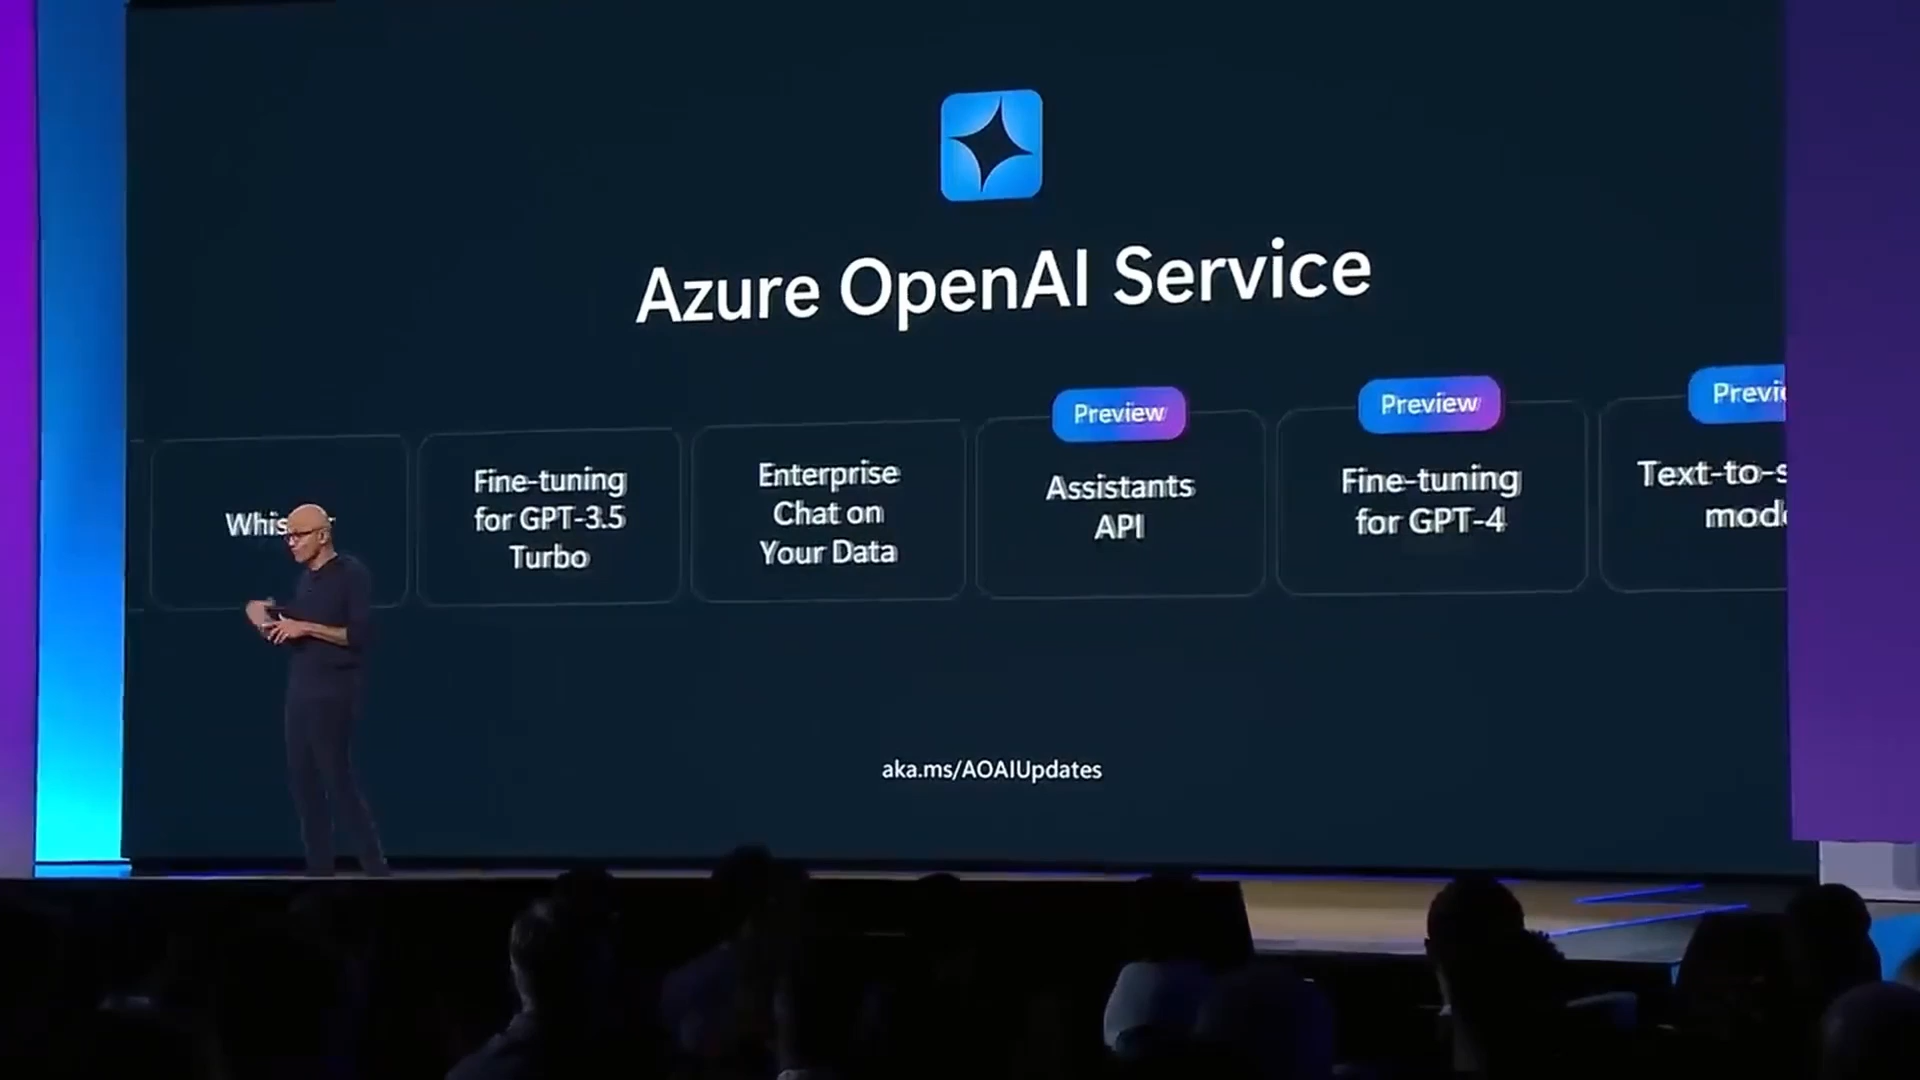 Azure OpenAI Service
Fine-tuning
for GPT-3.5
Turbo
Enterprise
Chat on
Your Data
Preview
Assistants
API
Preview
Fine-tuning
for GPT-4
aka.ms/AOAIUpdates